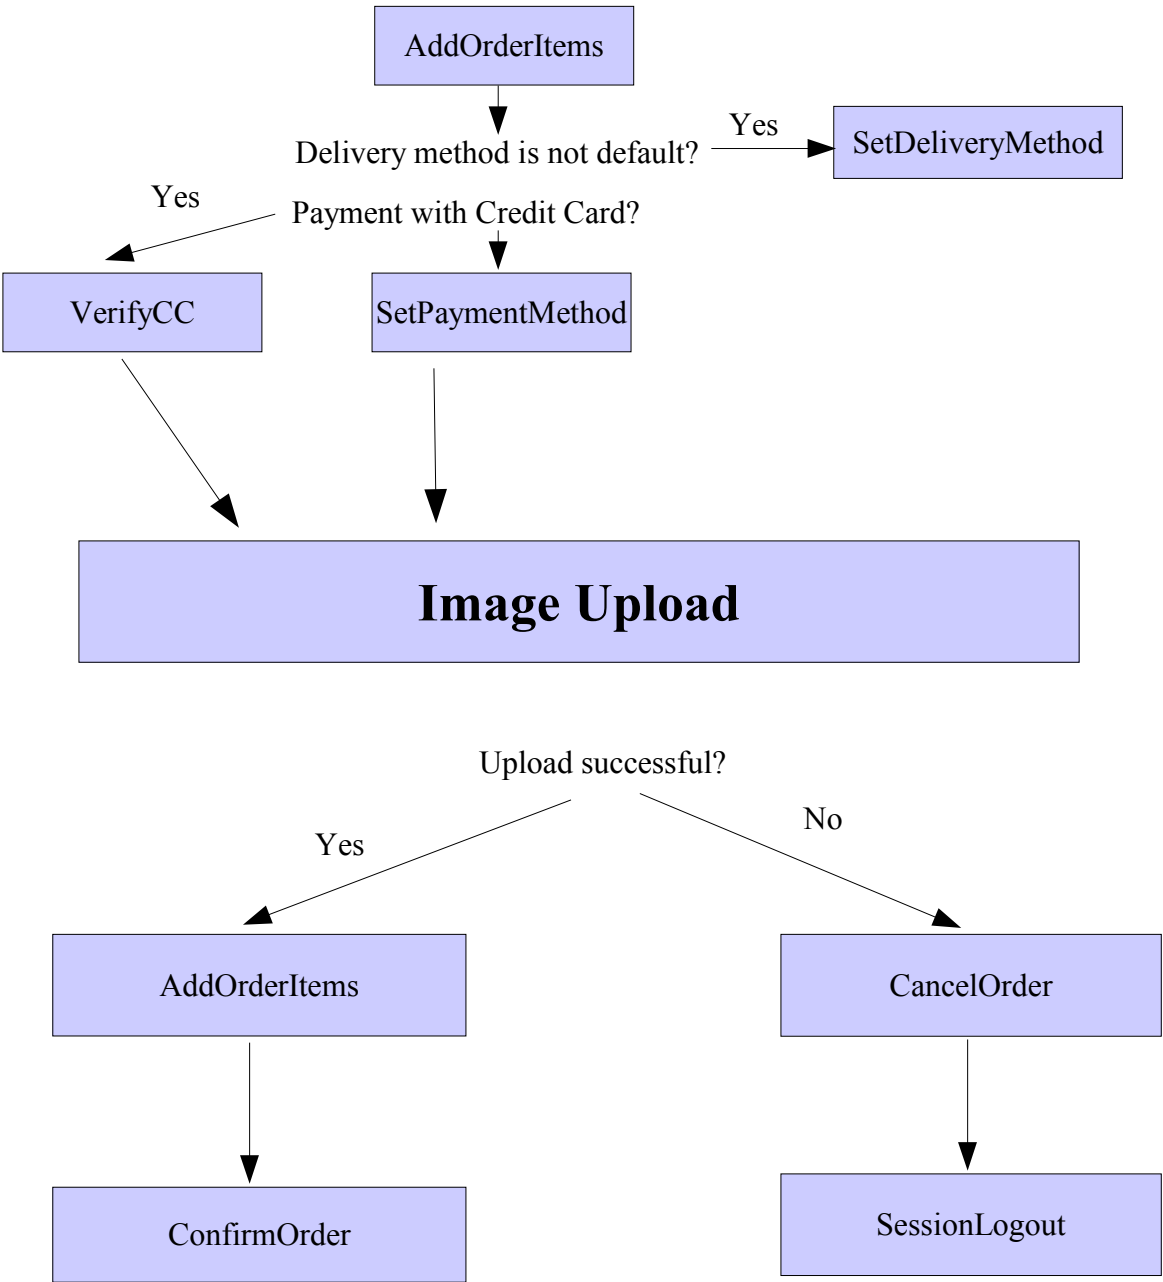 AddOrderItems
Delivery method is not default?
Yes
SetDeliveryMethod
Yes
Payment with Credit Card?
VerifyCC
SetPaymentMethod
Image Upload
Upload successful?
Yes
No
AddOrderItems
CancelOrder
ConfirmOrder
SessionLogout